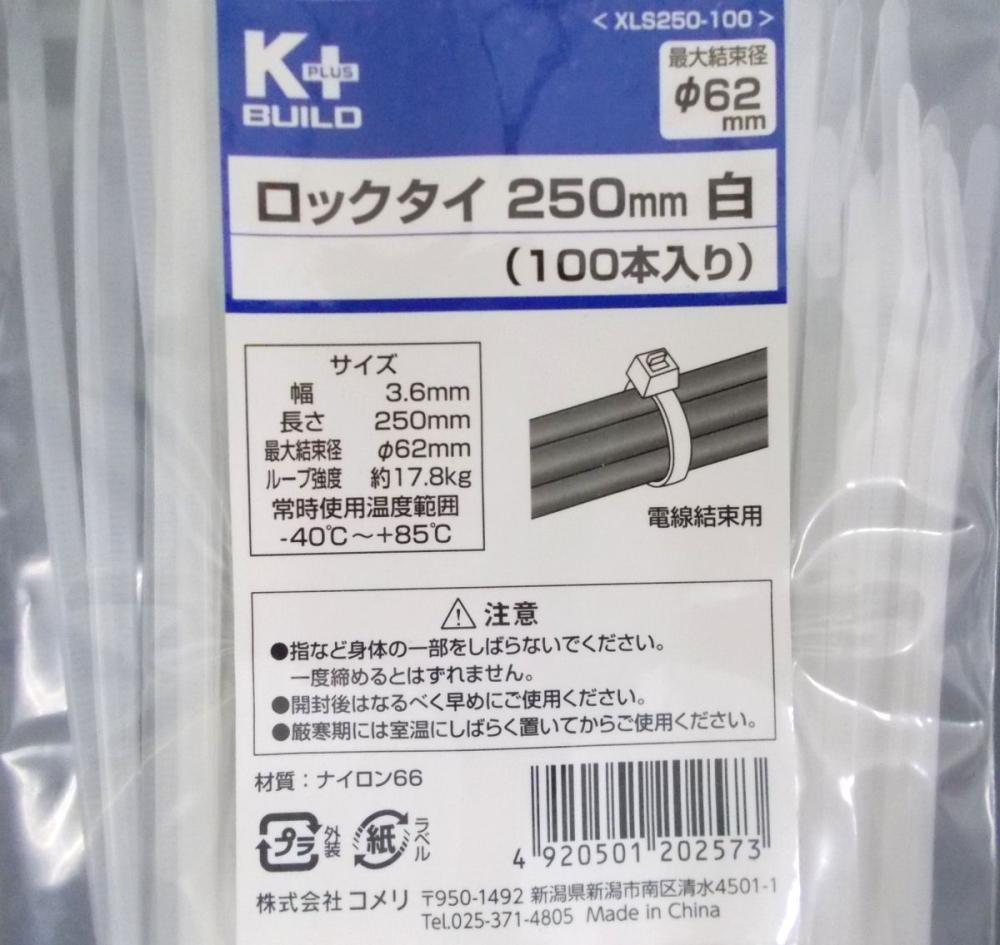 < XLS250-100 >
K+
PLUS
BUILD
最大結束径
φ62
mm
ロックタイ 250mm 白
(100本入り)
サイズ
幅 3.6mm
長さ 250mm
最大結束径 φ62mm
ループ強度 約17.8kg
常時使用温度範囲
-40℃～+85℃
電線結束用
注意
●指など身体の一部をしばらないでください。
一度締めるとはずれません。
●開封後はなるべく早めにご使用ください。
●厳寒期には室温にしばらく置いてからご使用ください。
材質：ナイロン66
プラ 外装
紙 ラベル
4 920501 202573
株式会社 コメリ 〒950-1492 新潟県新潟市南区清水4501-1
Tel.025-371-4805 Made in China